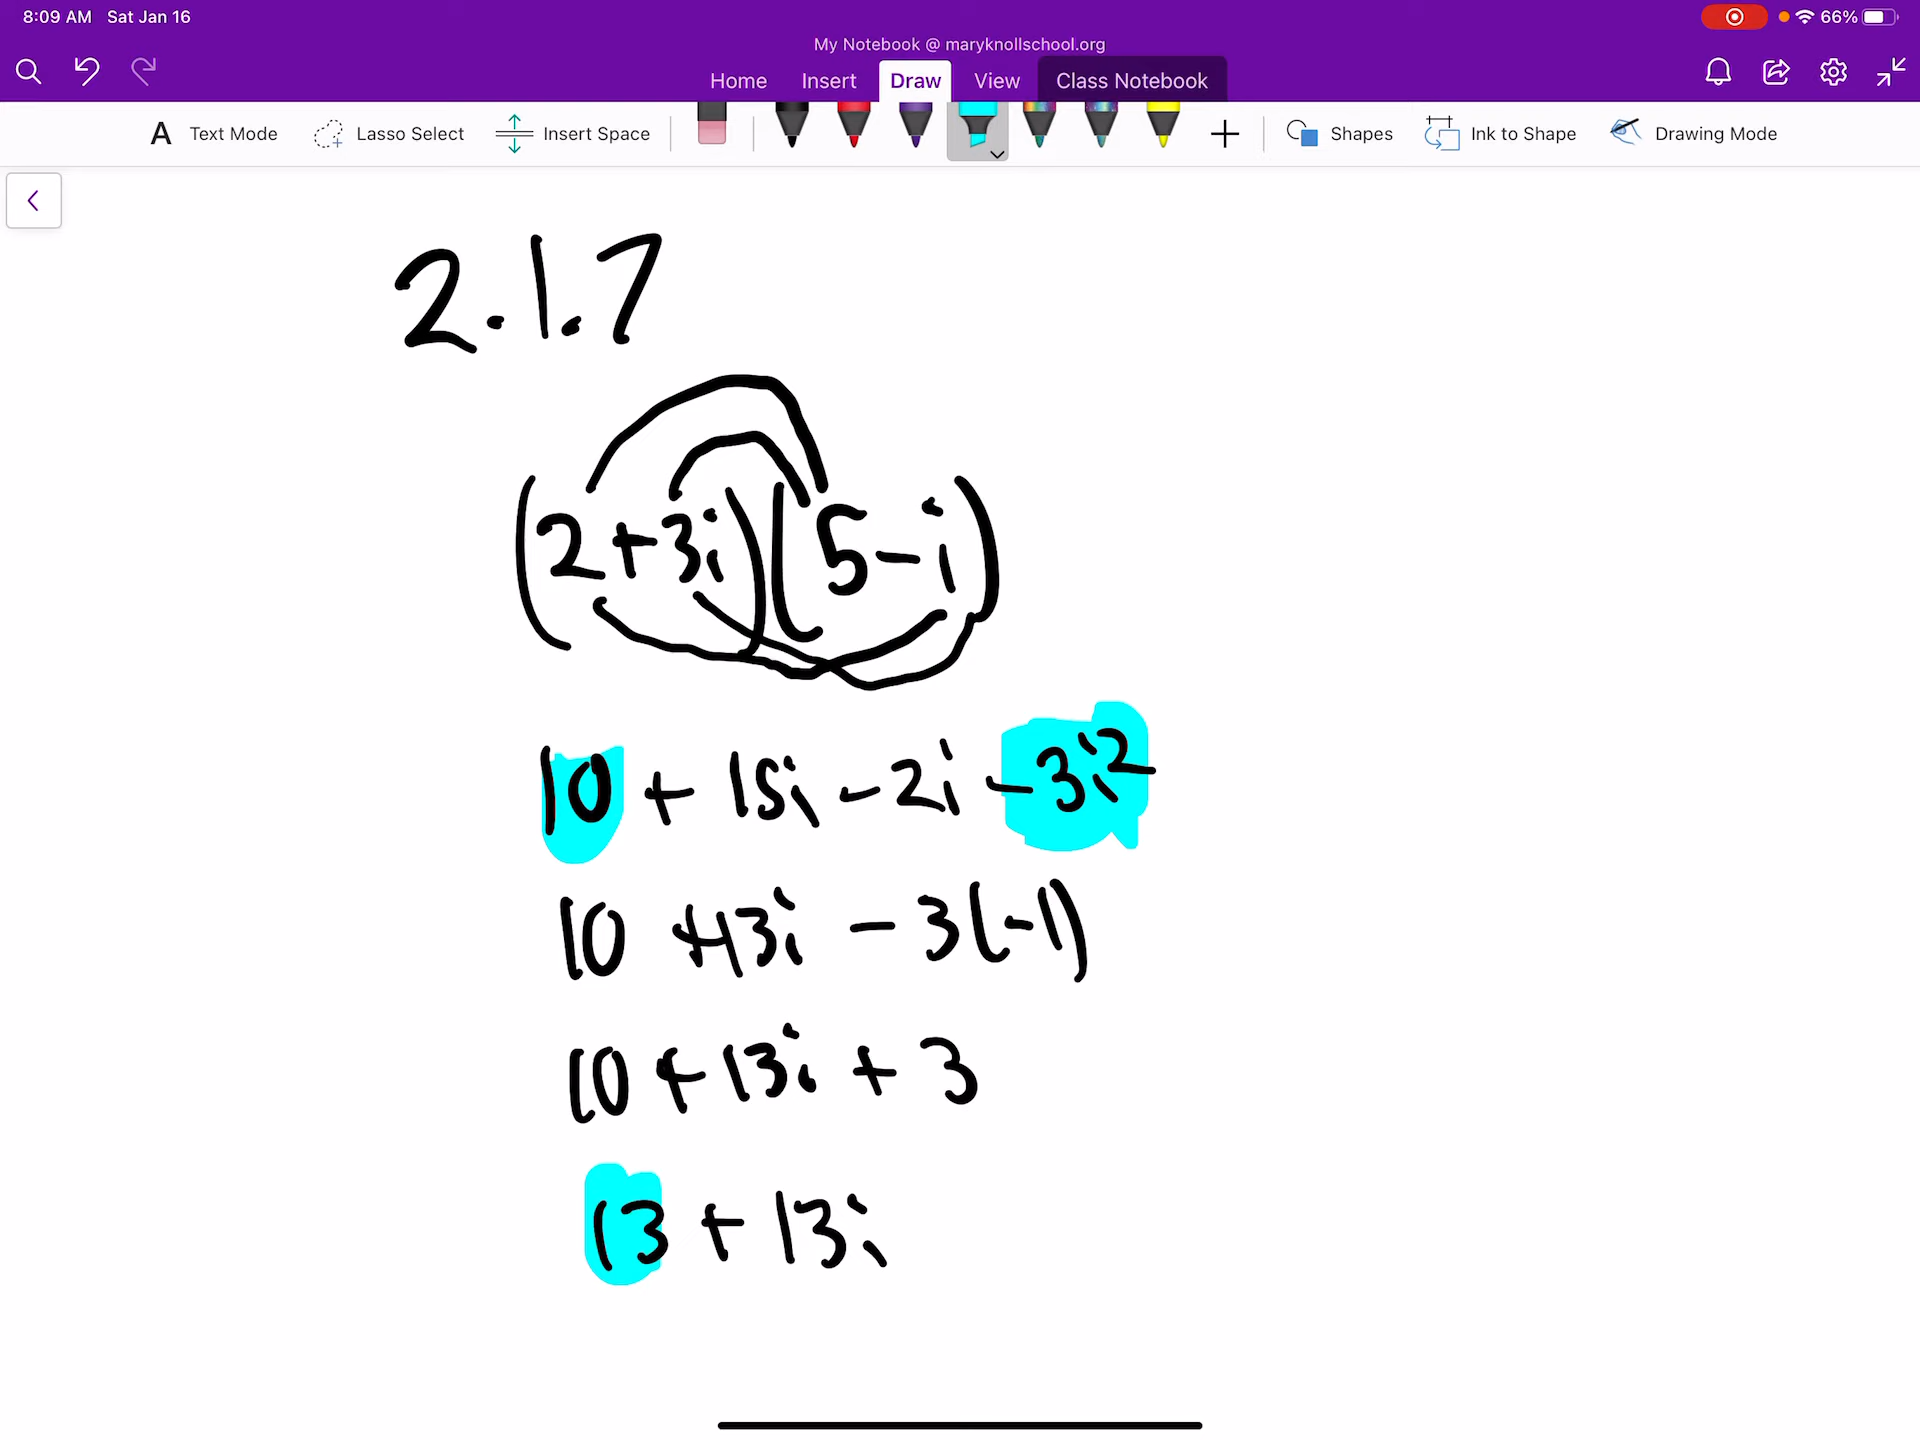 8:09 AM Sat Jan 16 66%
My Notebook @ maryknollschool.org
Home Insert Draw View Class Notebook
A Text Mode Lasso Select Insert Space Shapes Ink to Shape Drawing Mode
2.1.7
(2+3i)(5-i)
10 + 15i - 2i - 3i²
10 +13i - 3(-1)
10 + 13i + 3
13 + 13i